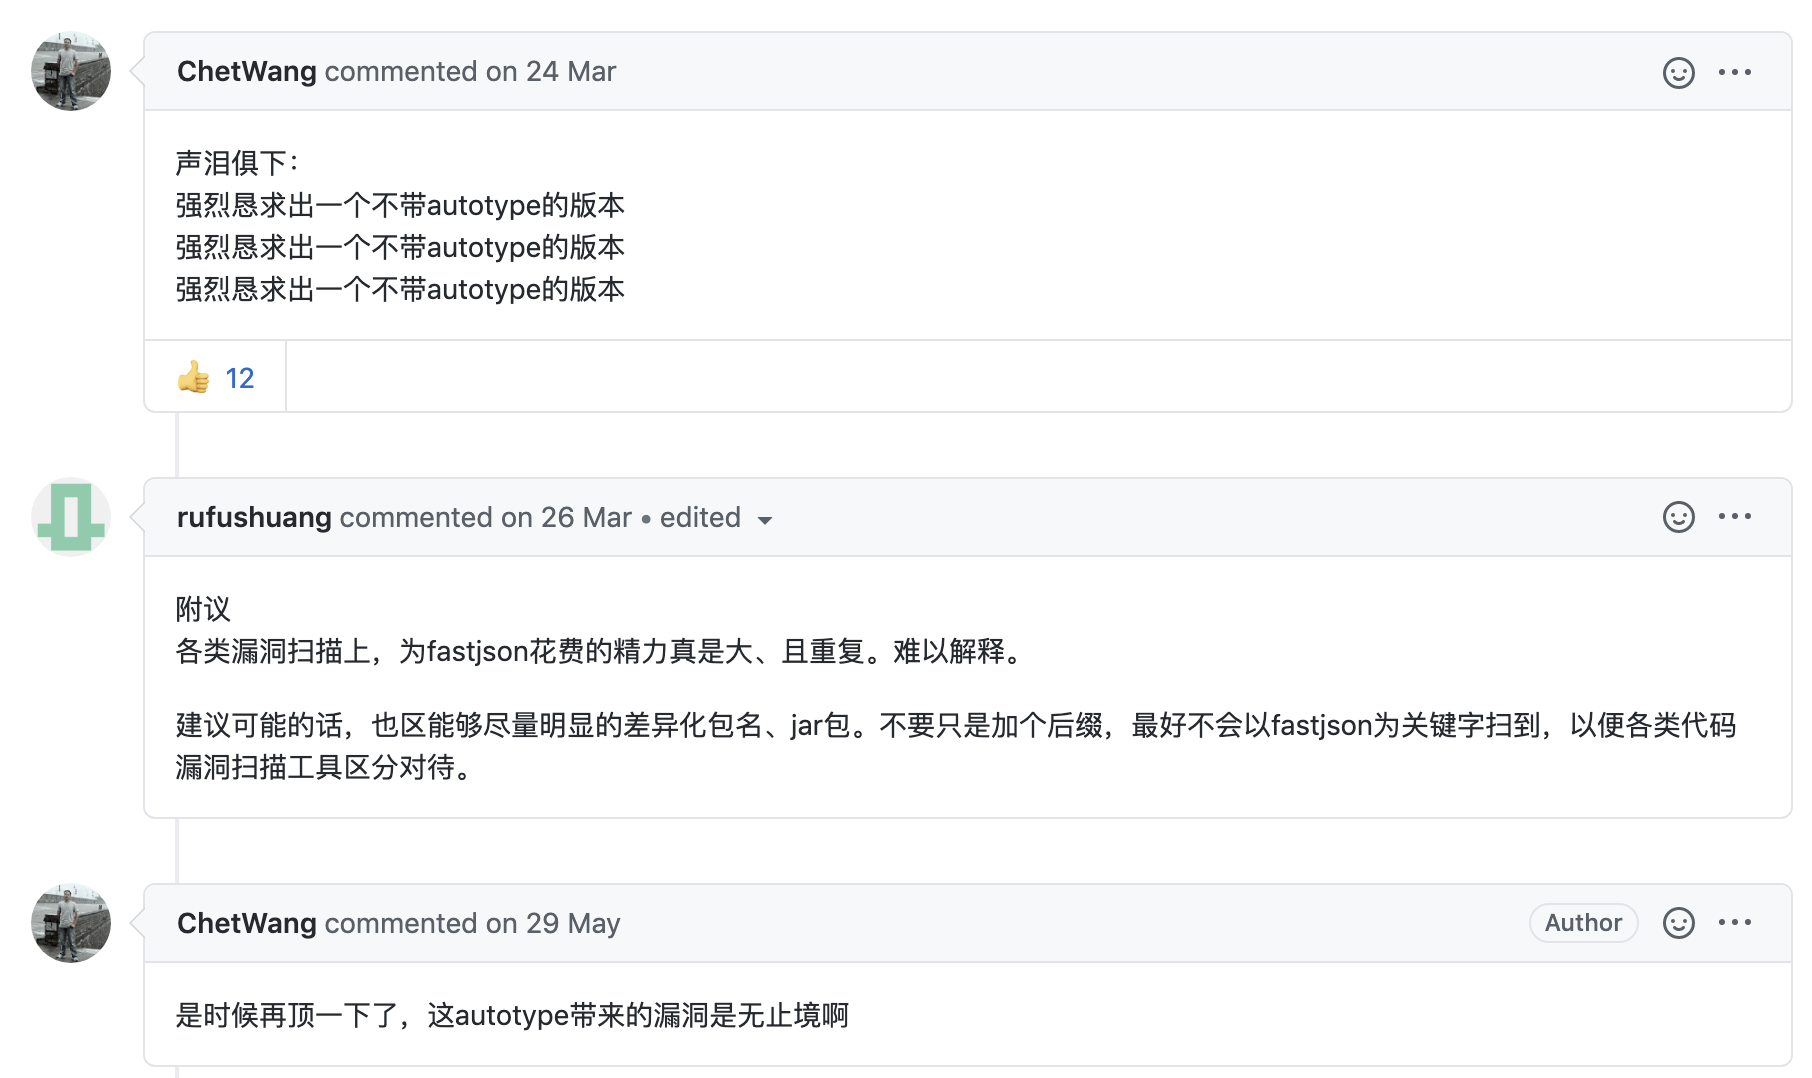 ChetWang commented on 24 Mar
声泪俱下：
强烈恳求出一个不带autotype的版本
强烈恳求出一个不带autotype的版本
强烈恳求出一个不带autotype的版本
12
rufushuang commented on 26 Mar • edited
附议
各类漏洞扫描上，为fastjson花费的精力真是大、且重复。难以解释。
建议可能的话，也区能够尽量明显的差异化包名、jar包。不要只是加个后缀，最好不会以fastjson为关键字扫到，以便各类代码
漏洞扫描工具区分对待。
ChetWang commented on 29 May
Author
是时候再顶一下了，这autotype带来的漏洞是无止境啊